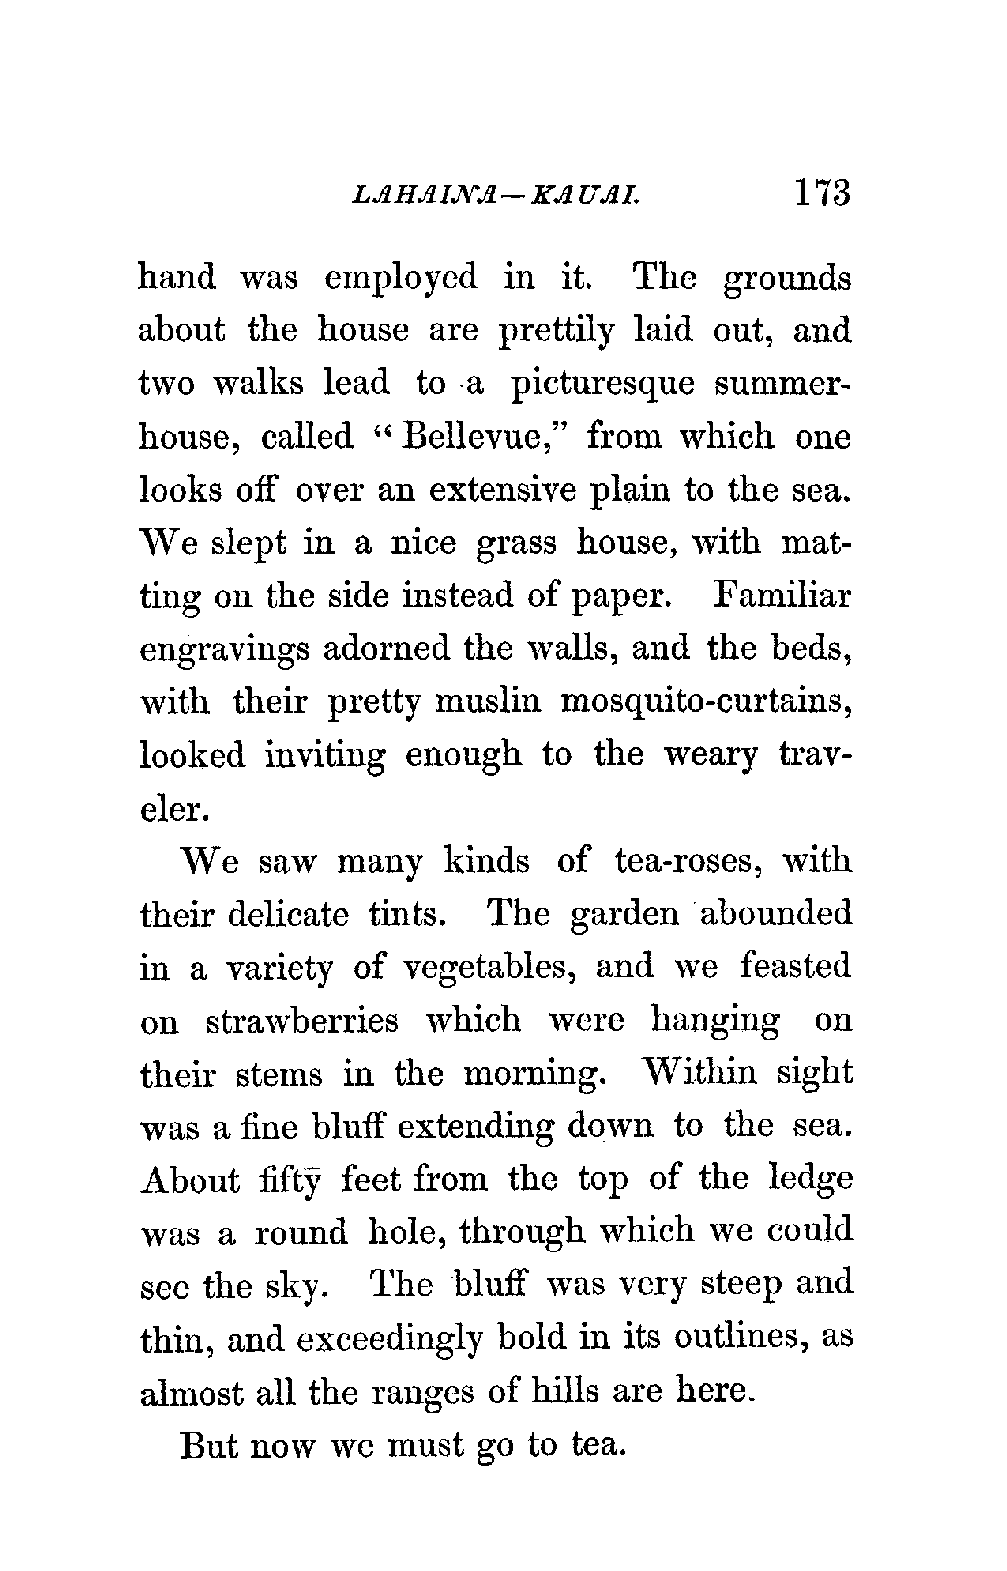 LAHAINA—KAUAI. 173
hand was employed in it. The grounds
about the house are prettily laid out, and
two walks lead to a picturesque summer-
house, called “Bellevue,” from which one
looks off over an extensive plain to the sea.
We slept in a nice grass house, with mat-
ting on the side instead of paper. Familiar
engravings adorned the walls, and the beds,
with their pretty muslin mosquito-curtains,
looked inviting enough to the weary trav-
eler.
We saw many kinds of tea-roses, with
their delicate tints. The garden abounded
in a variety of vegetables, and we feasted
on strawberries which were hanging on
their stems in the morning. Within sight
was a fine bluff extending down to the sea.
About fifty feet from the top of the ledge
was a round hole, through which we could
see the sky. The bluff was very steep and
thin, and exceedingly bold in its outlines, as
almost all the ranges of hills are here.
But now we must go to tea.